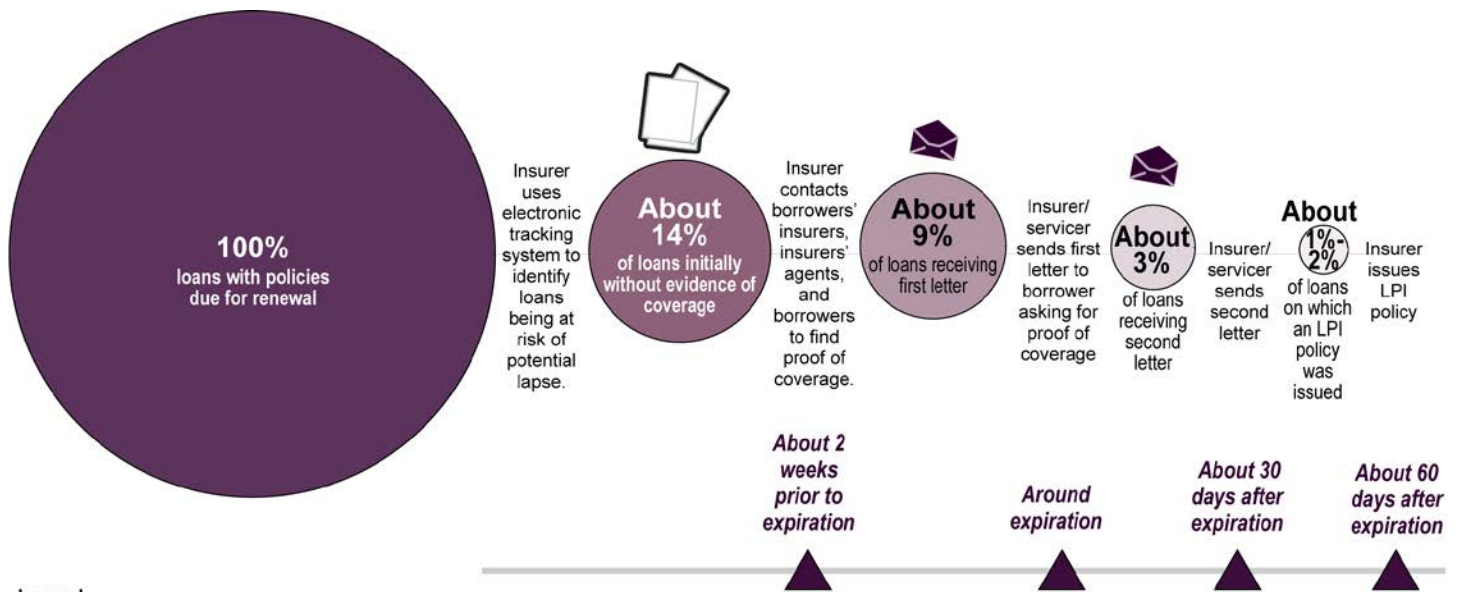 100%
loans with policies
due for renewal
Insurer
uses
electronic
tracking
system to
identify
loans
being at
risk of
potential
lapse.
About
14%
of loans initially
without evidence of
coverage
Insurer
contacts
borrowers'
insurers,
insurers'
agents,
and
borrowers
to find
proof of
coverage.
About
9%
of loans receiving
first letter
Insurer/
servicer
sends first
letter to
borrower
asking for
proof of
coverage
About
3%
of loans
receiving
second
letter
Insurer/
servicer
sends
second
letter
About
1%-
2%
of loans
on which
an LPI
policy
was
issued
Insurer
issues
LPI
policy
About 2
weeks
prior to
expiration
Around
expiration
About 30
days after
expiration
About 60
days after
expiration